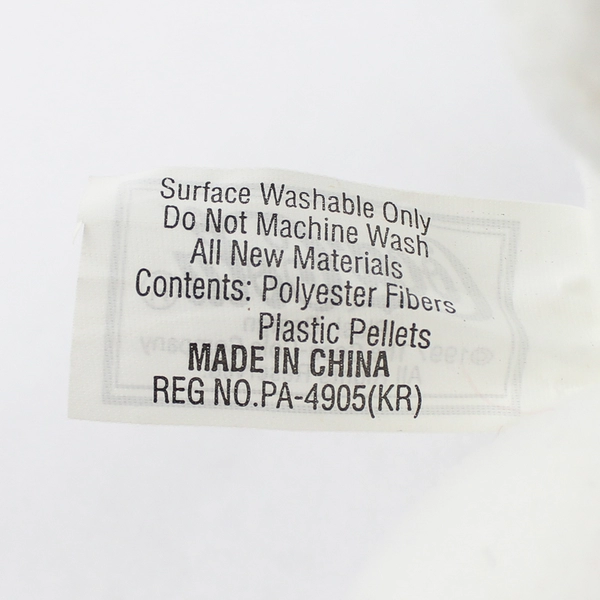 Surface Washable Only
Do Not Machine Wash
All New Materials
Contents: Polyester Fibers
Plastic Pellets
MADE IN CHINA
REG NO.PA-4905(KR)